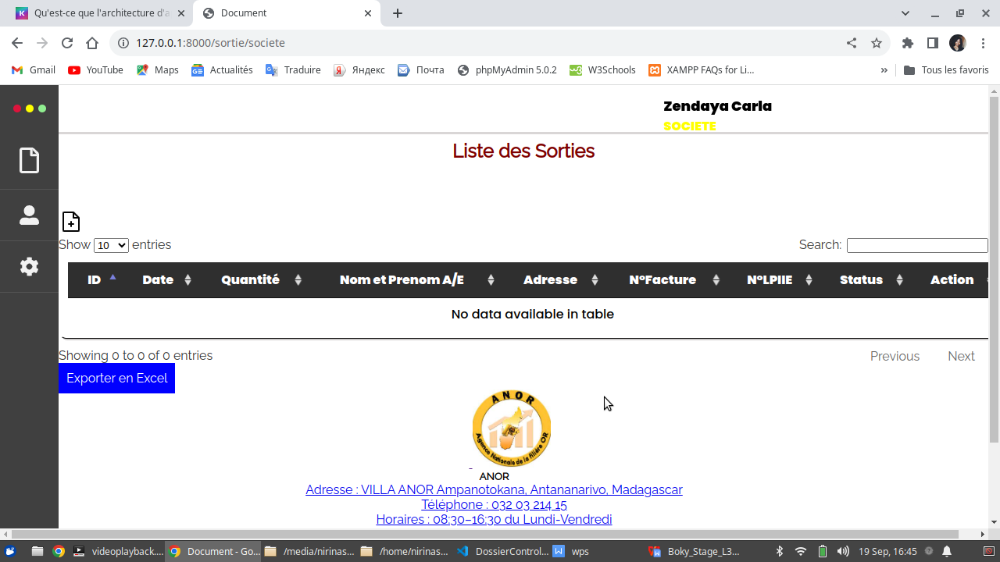 Qu'est-ce que l'architecture d'a
Document
127.0.0.1:8000/sortie/societe
Gmail YouTube Maps Actualités Traduire Яндекс Почта phpMyAdmin 5.0.2 W3Schools XAMPP FAQs for Li... » Tous les favoris
Zendaya Carla
SOCIETE
Liste des Sorties
Show 10 entries Search:
ID Date Quantité Nom et Prenom A/E Adresse N°Facture N°LPIIE Status Action
No data available in table
Showing 0 to 0 of 0 entries Previous Next
Exporter en Excel
ANOR
Agence Nationale de la filière OR
ANOR
Adresse : VILLA ANOR Ampanotokana, Antananarivo, Madagascar
Téléphone : 032 03 214 15
Horaires : 08:30–16:30 du Lundi-Vendredi
videoplayback.... Document - Go... /media/nirinas... /home/nirinas... DossierControl... wps Boky_Stage_L3... 19 Sep, 16:45